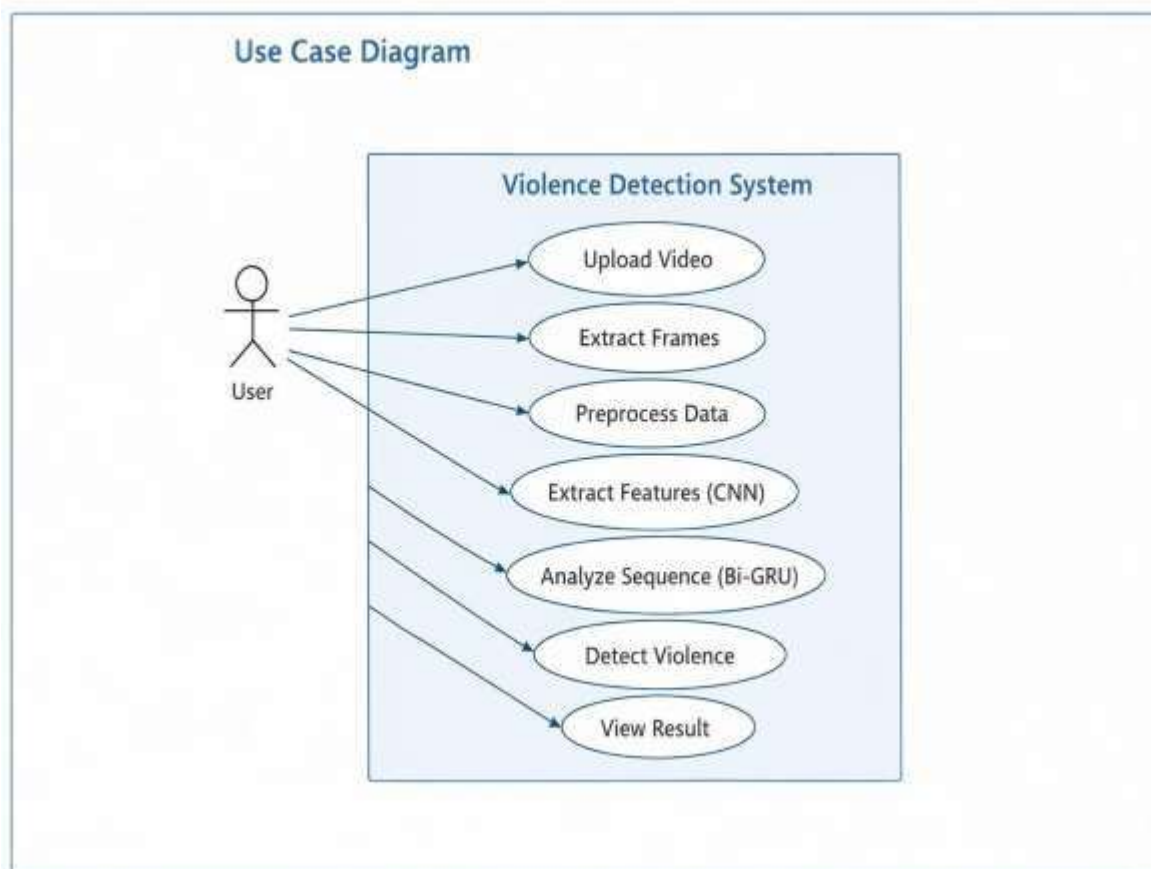 Use Case Diagram
Violence Detection System
Upload Video
Extract Frames
User
Preprocess Data
Extract Features (CNN)
Analyze Sequence (Bi-GRU)
Detect Violence
View Result